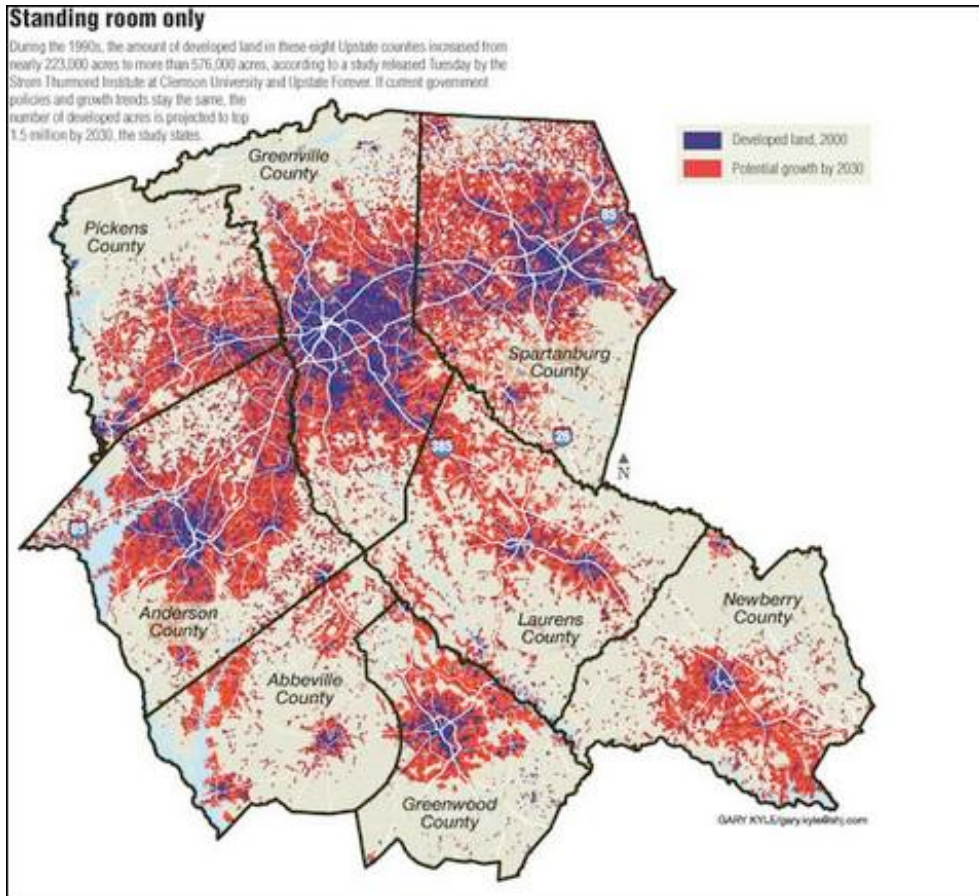 Standing room only
During the 1990s, the amount of developed land in these eight Upstate counties increased from
nearly 223,000 acres to more than 576,000 acres, according to a study released Tuesday by the
Strom Thurmond Institute at Clemson University and Upstate Forever. If current government
policies and growth trends stay the same, the
number of developed acres is projected to top
1.5 million by 2030, the study states.
Developed land, 2000
Potential growth by 2030
Greenville
County
Pickens
County
85
Spartanburg
County
26
385
N
85
Anderson
County
Laurens
County
Newberry
County
Abbeville
County
Greenwood
County
GARY KYLE/gary.kyle@shj.com